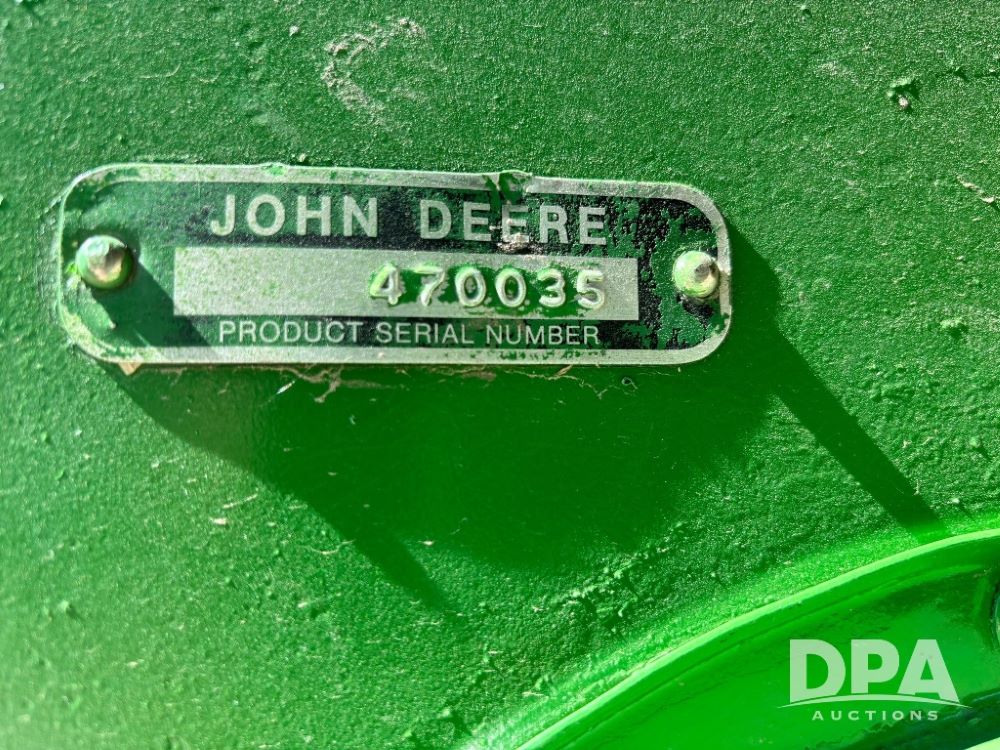 JOHN DEERE
470035
PRODUCT SERIAL NUMBER
DPA
AUCTIONS